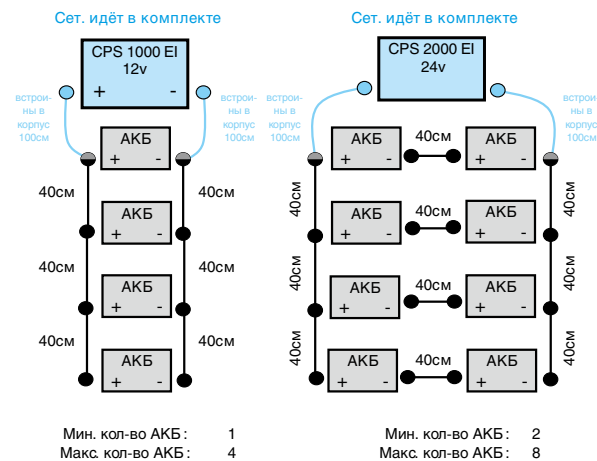 Сет. идёт в комплекте
CPS 1000 EI
12v
+ -
встрои-
ны в
корпус
100см
встрои-
ны в
корпус
100см
АКБ
+ -
40см
40см
АКБ
+ -
40см
40см
АКБ
+ -
40см
40см
АКБ
+ -
Мин. кол-во АКБ: 1
Макс. кол-во АКБ: 4
Сет. идёт в комплекте
CPS 2000 EI
24v
встрои-
ны в
корпус
100см
встрои
ны в
корпус
100см
АКБ
+ -
40см
АКБ
+ -
40см
40см
АКБ
+ -
40см
АКБ
+ -
40см
40см
АКБ
+ -
40см
АКБ
+ -
40см
40см
АКБ
+ -
40см
АКБ
+ -
Мин. кол-во АКБ: 2
Макс. кол-во АКБ: 8